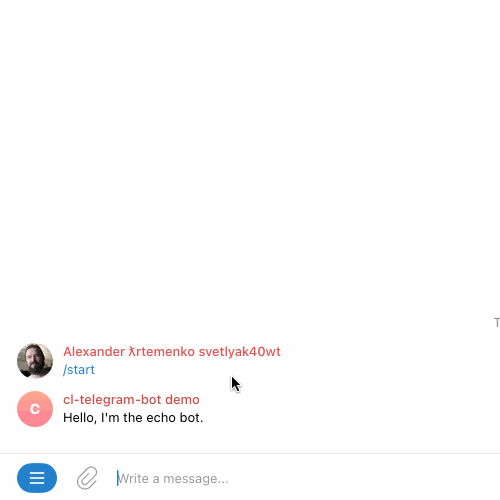 T
Alexander ƛrtemenko svetlyak40wt
/start
cl-telegram-bot demo
C
Hello, I'm the echo bot.
Write a message...